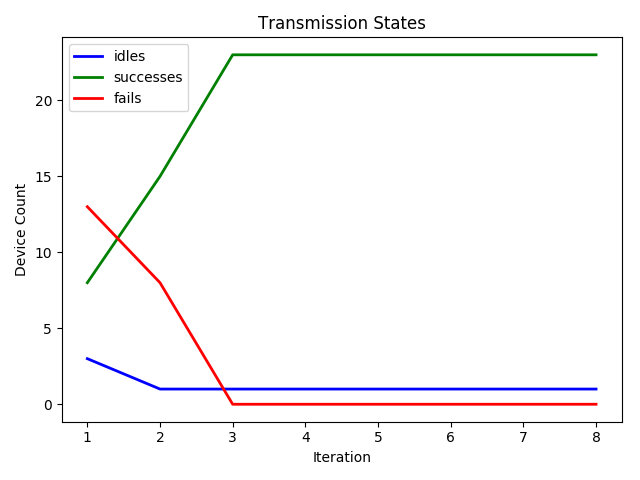 Transmission States
idles
successes
fails
Device Count
20
15
10
5
0
1 2 3 4 5 6 7 8
Iteration